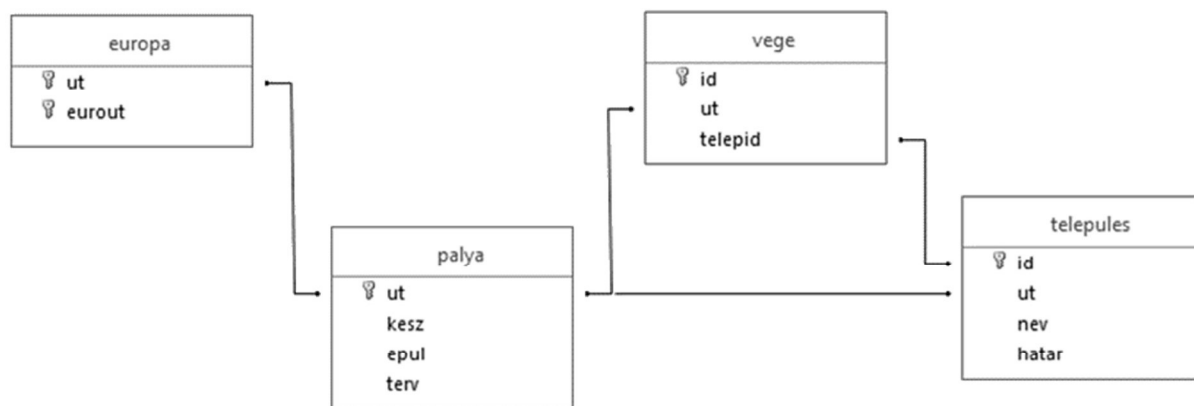 europa
ut
eurout
vege
id
ut
telepid
palya
ut
kesz
epul
terv
telepules
id
ut
nev
hatar